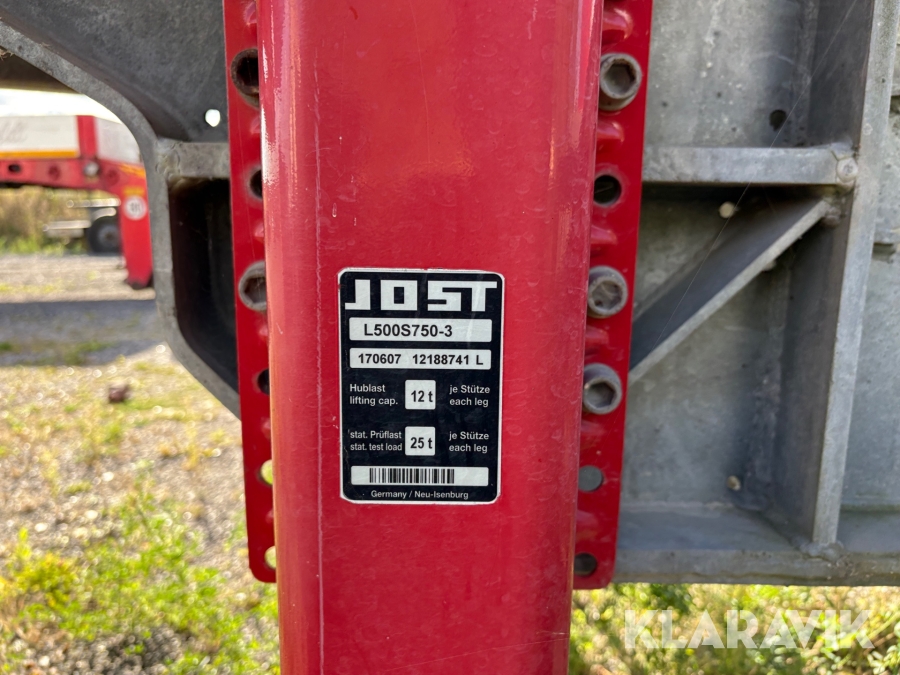 JOST
L500S750-3
170607 12188741 L
Hublast 12 t je Stütze
lifting cap. each leg
stat. Prüflast 25 t je Stütze
stat. test load each leg
Germany / Neu-Isenburg
KLARAVIK